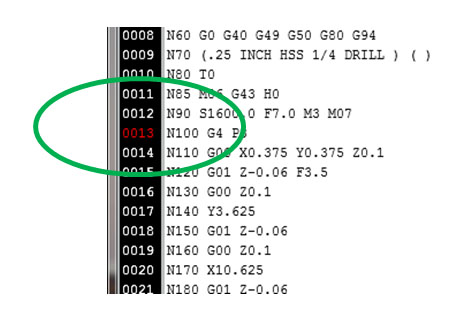 0008 N60 G0 G40 G49 G50 G80 G94
0009 N70 (.25 INCH HSS 1/4 DRILL ) ( )
0010 N80 T0
0011 N85 M06 G43 H0
0012 N90 S1600.0 F7.0 M3 M07
0013 N100 G4 P3
0014 N110 G00 X0.375 Y0.375 Z0.1
0015 N120 G01 Z-0.06 F3.5
0016 N130 G00 Z0.1
0017 N140 Y3.625
0018 N150 G01 Z-0.06
0019 N160 G00 Z0.1
0020 N170 X10.625
0021 N180 G01 Z-0.06